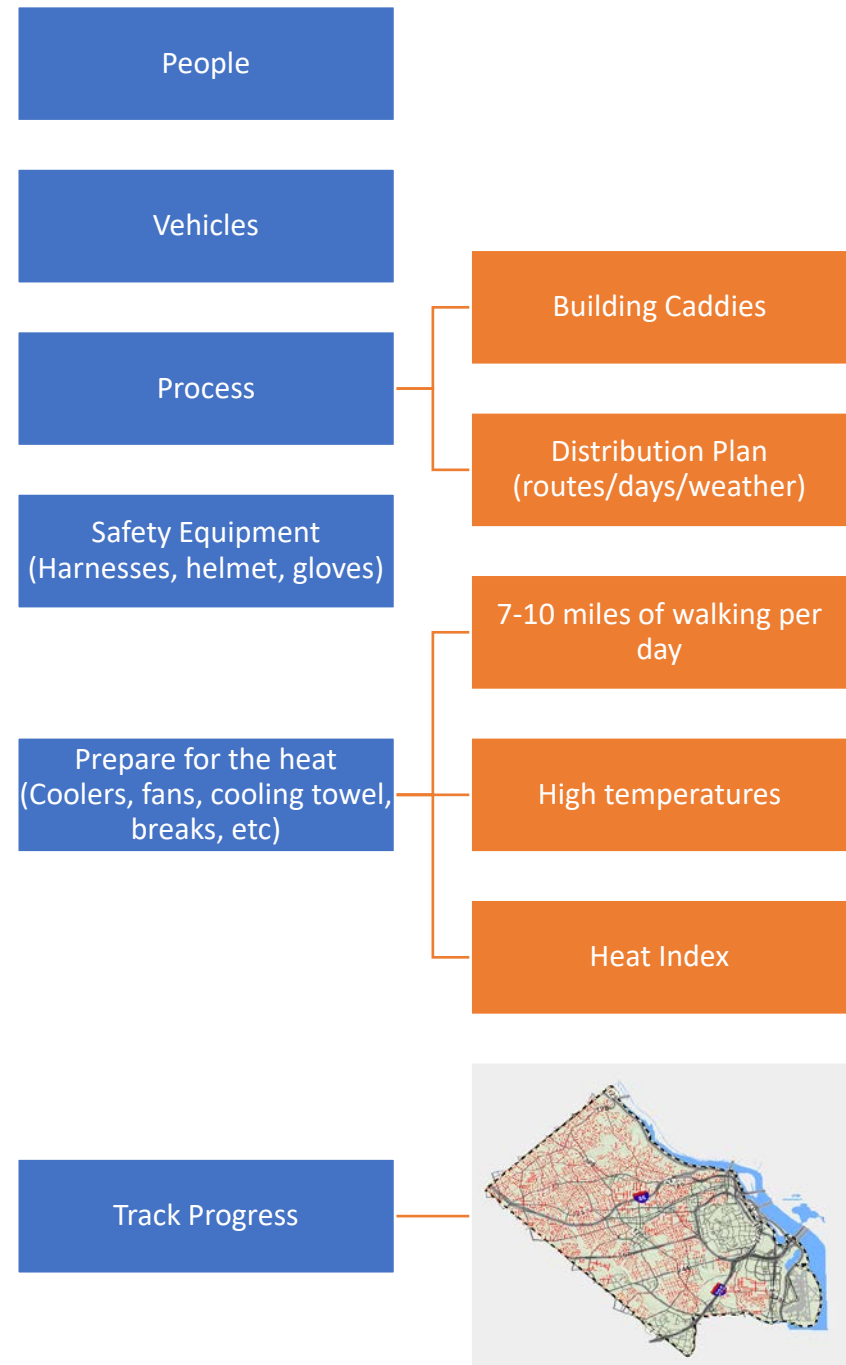 People
Vehicles
Building Caddies
Process
Distribution Plan
(routes/days/weather)
Safety Equipment
(Harnesses, helmet, gloves)
7-10 miles of walking per
day
Prepare for the heat
(Coolers, fans, cooling towel,
breaks, etc)
High temperatures
Heat Index
Track Progress